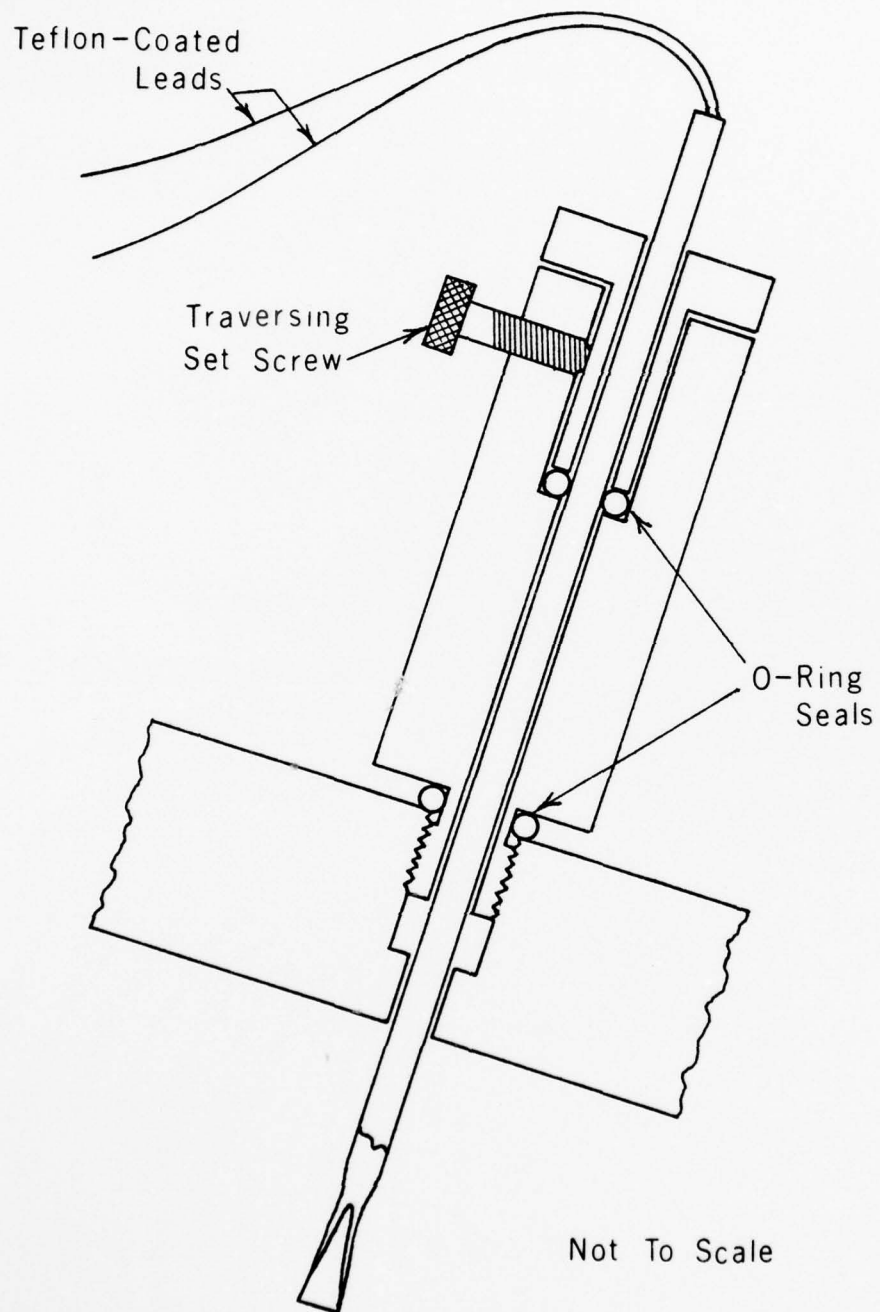 Teflon-Coated
Leads
Traversing
Set Screw
O-Ring
Seals
Not To Scale